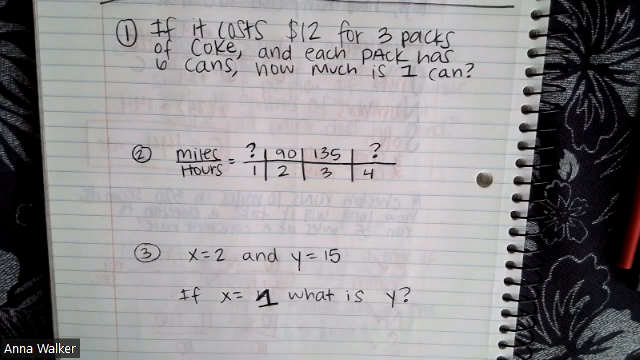 ① If it costs $12 for 3 packs
of Coke, and each pack has
6 cans, how much is 1 can?
② miles/Hours = ? | 90 | 135 | ?
1 | 2 | 3 | 4
③ x=2 and y=15
If x= 1 what is y?
Anna Walker